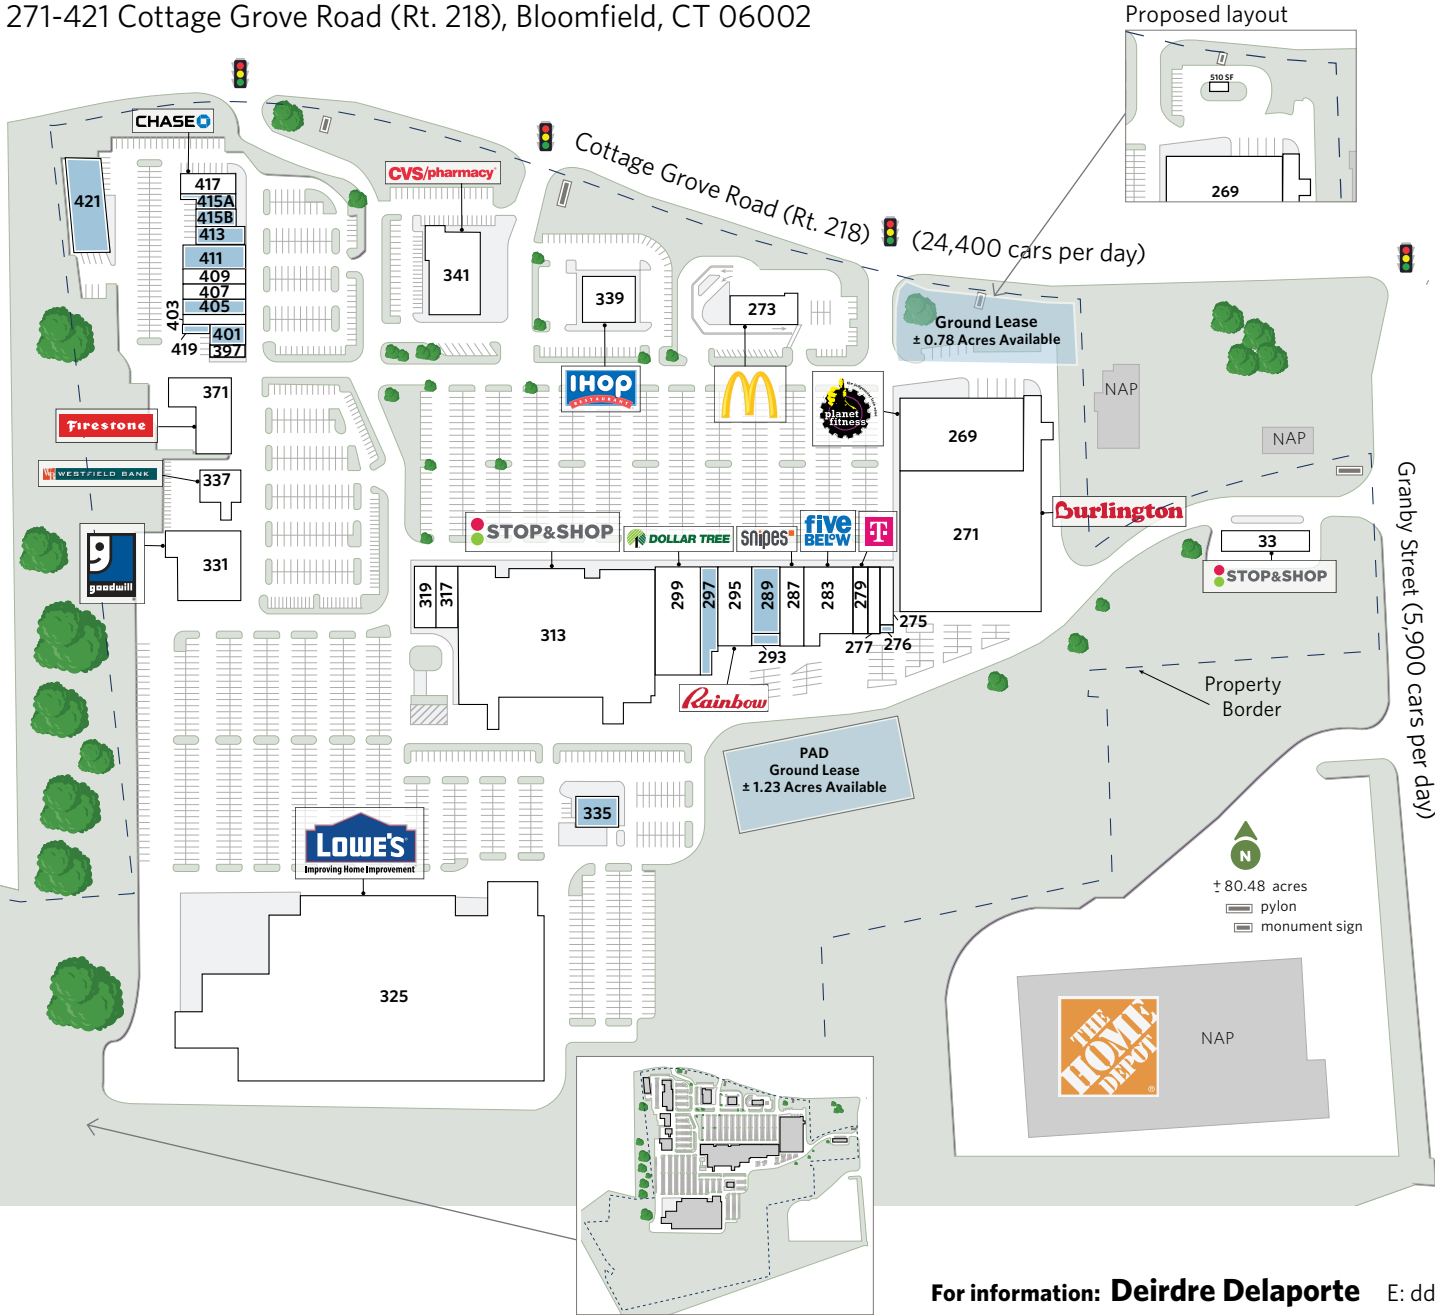 271-421 Cottage Grove Road (Rt. 218), Bloomfield, CT 06002
Proposed layout
510 SF
269
CHASE
417
415A
415B
413
411
409
407
405
403
401
419
397
421
CVS/pharmacy
341
Cottage Grove Road (Rt. 218)
(24,400 cars per day)
339
IHOP
RESTAURANT
273
Ground Lease
± 0.78 Acres Available
planet
fitness
NAP
NAP
371
Firestone
WESTFIELD BANK
337
goodwill
331
269
271
Burlington
Granby Street (5,900 cars per day)
33
STOP&SHOP
STOP&SHOP
DOLLAR TREE
snipes
five
BELOW
T
319
317
313
299
297
295
289
287
283
279
275
277
276
293
Rainbow
Property
Border
PAD
Ground Lease
± 1.23 Acres Available
335
LOWE'S
Improving Home Improvement
325
N
± 80.48 acres
pylon
monument sign
THE
HOME
DEPOT
NAP
For information: Deirdre Delaporte E: dd